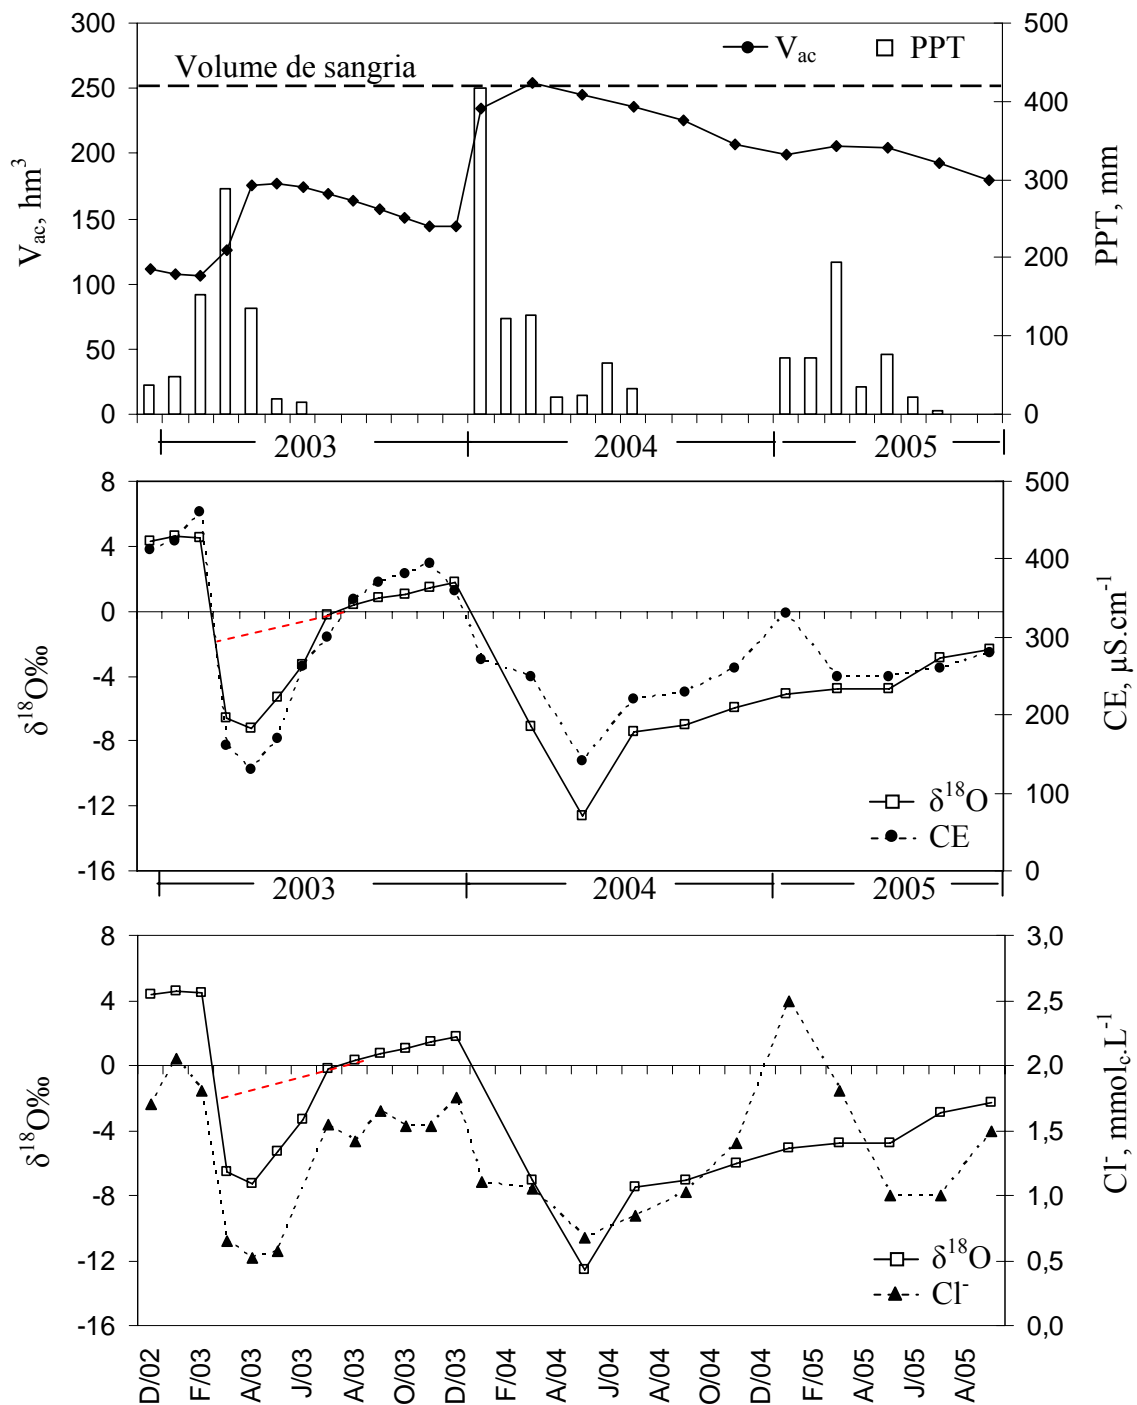 300
250
200
150
100
50
0
V_ac, hm³
500
400
300
200
100
0
PPT, mm
V_ac PPT
Volume de sangria
2003 2004 2005
8
4
0
-4
-8
-12
-16
δ¹⁸O‰
500
400
300
200
100
0
CE, µS.cm⁻¹
δ¹⁸O
CE
2003 2004 2005
8
4
0
-4
-8
-12
-16
δ¹⁸O‰
3,0
2,5
2,0
1,5
1,0
0,5
0,0
Cl⁻, mmol_c.L⁻¹
δ¹⁸O
Cl⁻
D/02 F/03 A/03 J/03 A/03 O/03 D/03 F/04 A/04 J/04 A/04 O/04 D/04 F/05 A/05 J/05 A/05